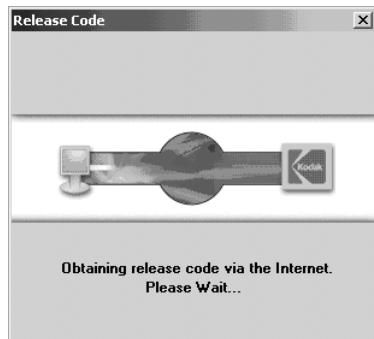 Release Code
Kodak
Obtaining release code via the Internet.
Please Wait...